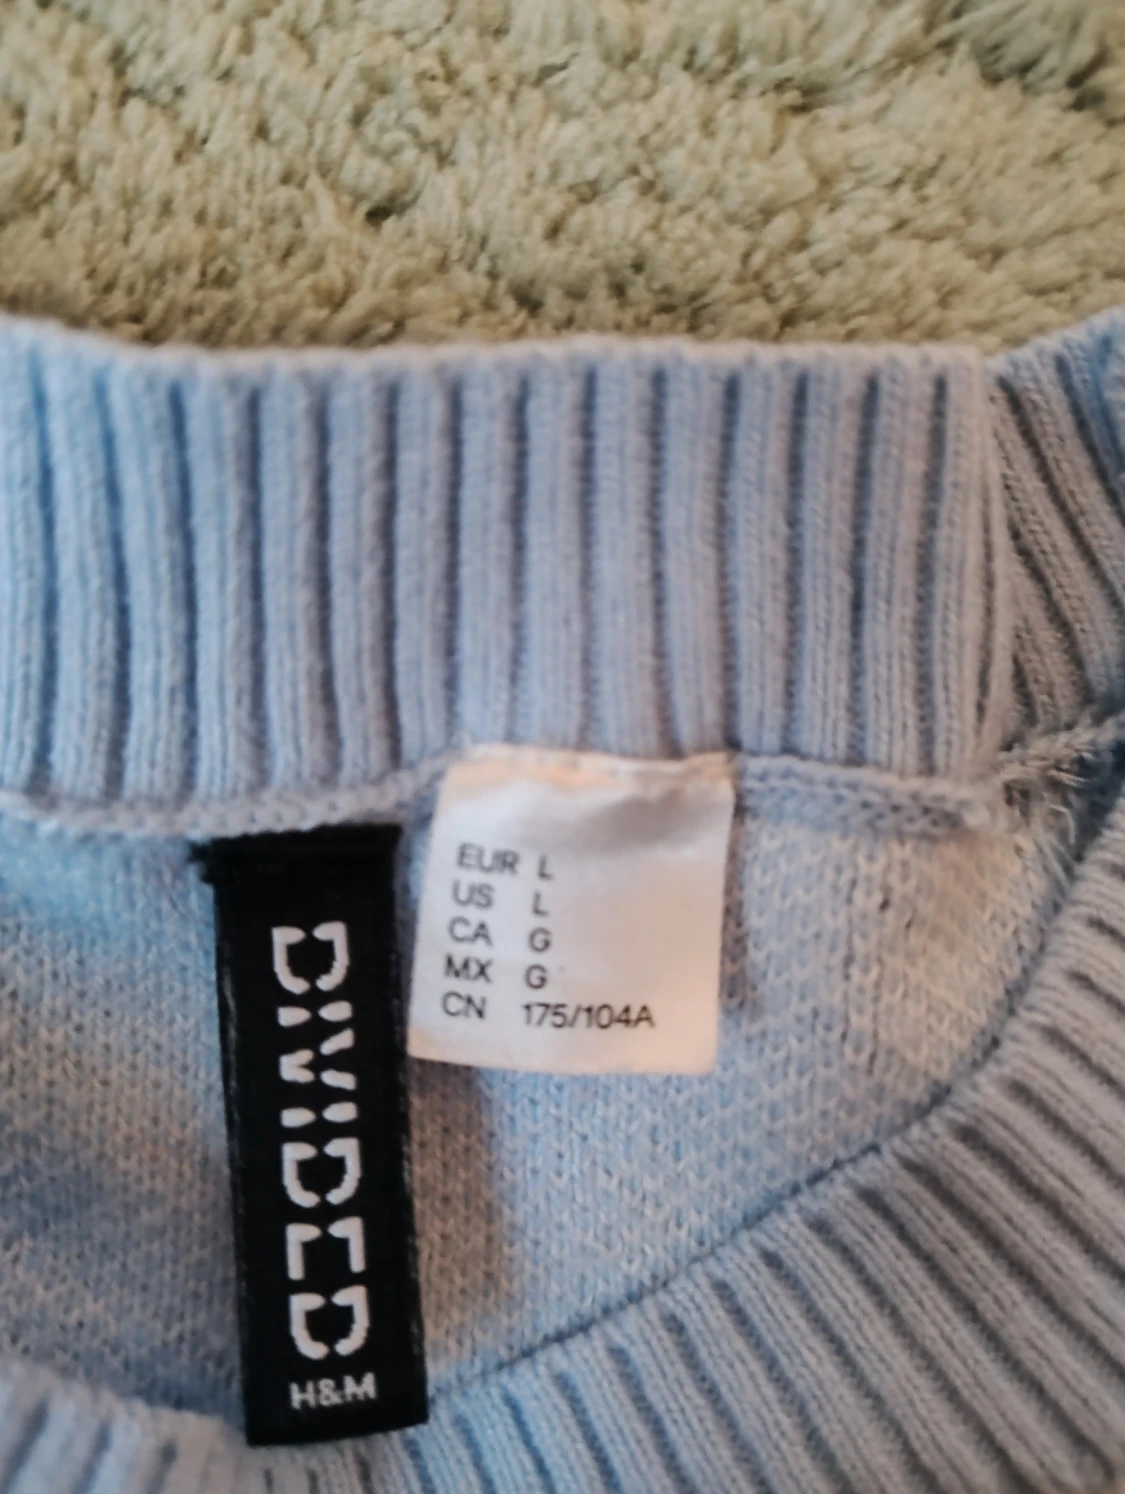 DIVIDED
H&M
EUR L
US L
CA G
MX G
CN 175/104A